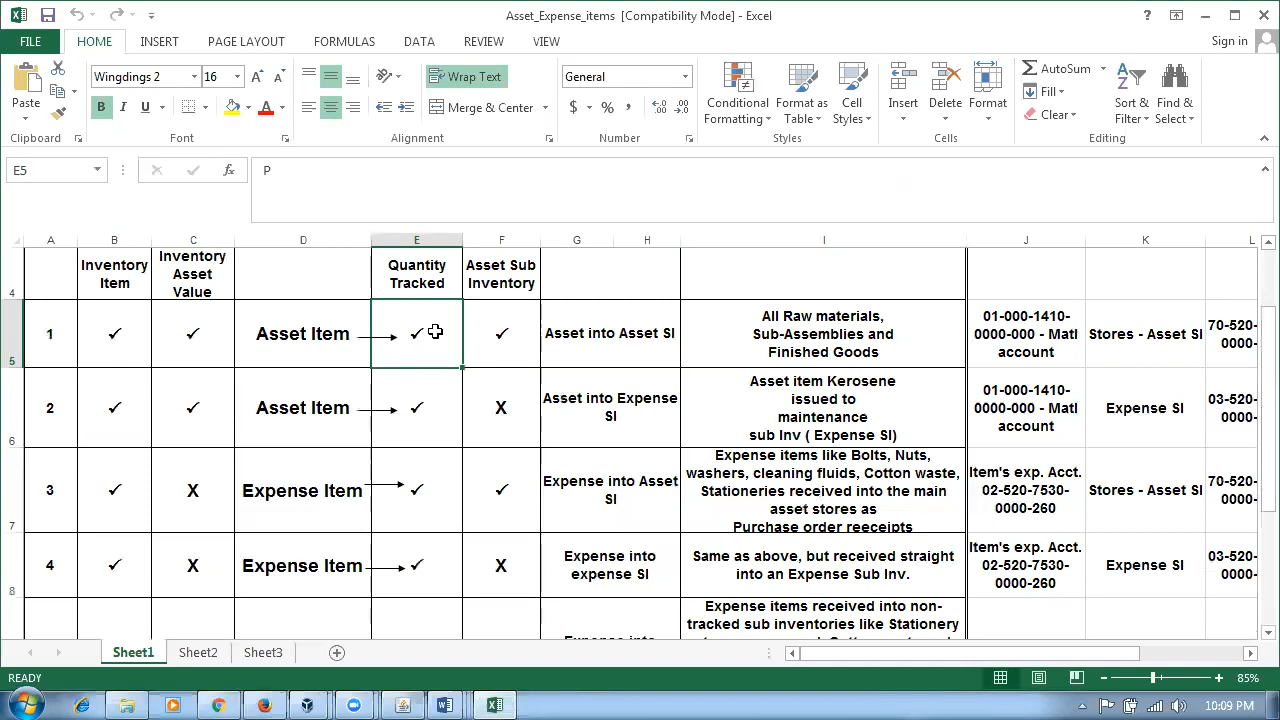 Asset_Expense_items [Compatibility Mode] - Excel
FILE HOME INSERT PAGE LAYOUT FORMULAS DATA REVIEW VIEW Sign in
Wingdings 2 16 Wrap Text General AutoSum
Paste Merge & Center Conditional Formatting Format as Table Cell Styles Insert Delete Format Fill Sort & Filter Find & Select
Clear
Clipboard Font Alignment Number Styles Cells Editing
E5 P
A B C D E F G H I J K L
4 Inventory Item Inventory Asset Value Quantity Tracked Asset Sub Inventory
5 1 ✓ ✓ Asset Item ✓ ✓ Asset into Asset SI All Raw materials, Sub-Assemblies and Finished Goods 01-000-1410-0000-000 - Matl account Stores - Asset SI 70-520-0000-
6 2 ✓ ✓ Asset Item ✓ X Asset into Expense SI Asset item Kerosene issued to maintenance sub Inv ( Expense SI) 01-000-1410-0000-000 - Matl account Expense SI 03-520-0000-
7 3 ✓ X Expense Item ✓ ✓ Expense into Asset SI Expense items like Bolts, Nuts, washers, cleaning fluids, Cotton waste, Stationeries received into the main asset stores as Purchase order reeceipts Item's exp. Acct. 02-520-7530-0000-260 Stores - Asset SI 70-520-0000-
8 4 ✓ X Expense Item ✓ X Expense into expense SI Same as above, but received straight into an Expense Sub Inv. Item's exp. Acct. 02-520-7530-0000-260 Expense SI 03-520-0000-
Expense items received into non-tracked sub inventories like Stationery
Sheet1 Sheet2 Sheet3
READY 85%
10:09 PM